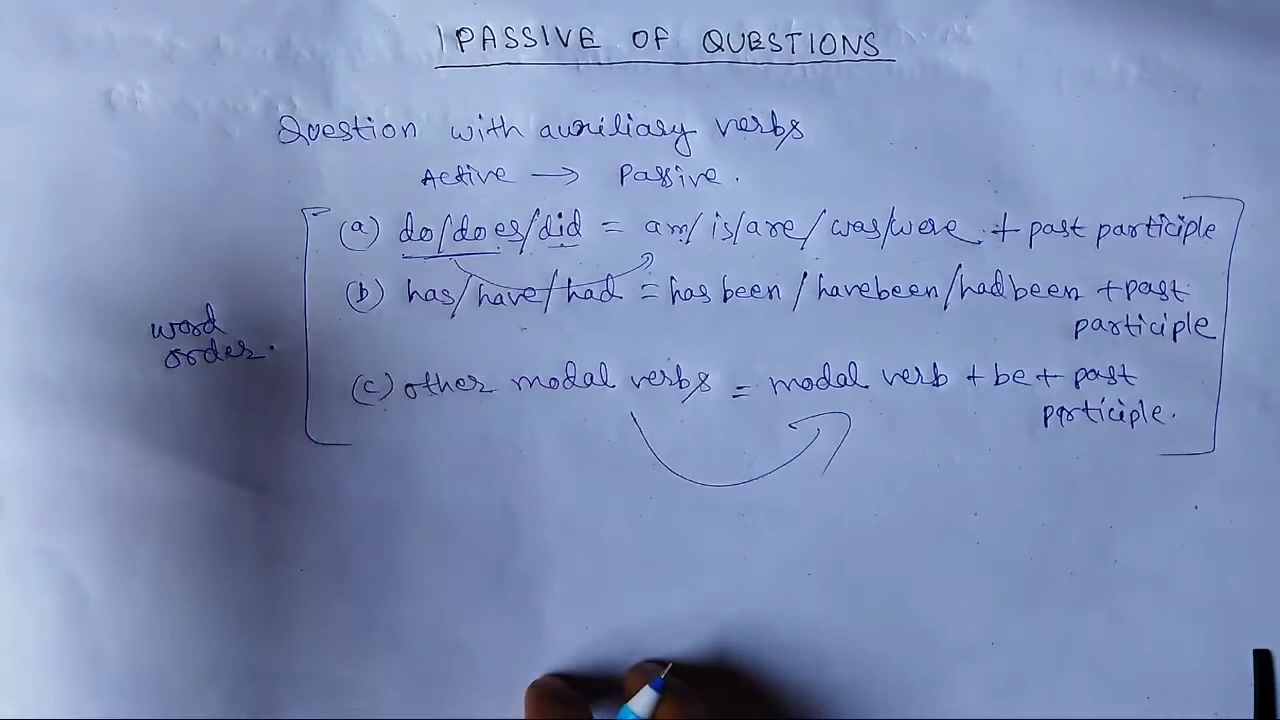 PASSIVE OF QUESTIONS
Question with auxiliary verbs
Active → Passive.
(a) do/does/did = am/is/are/was/were + past participle
(b) has/have/had = has been / have been / had been + past
participle
word
order.
(c) other modal verbs = modal verb + be + past
participle.